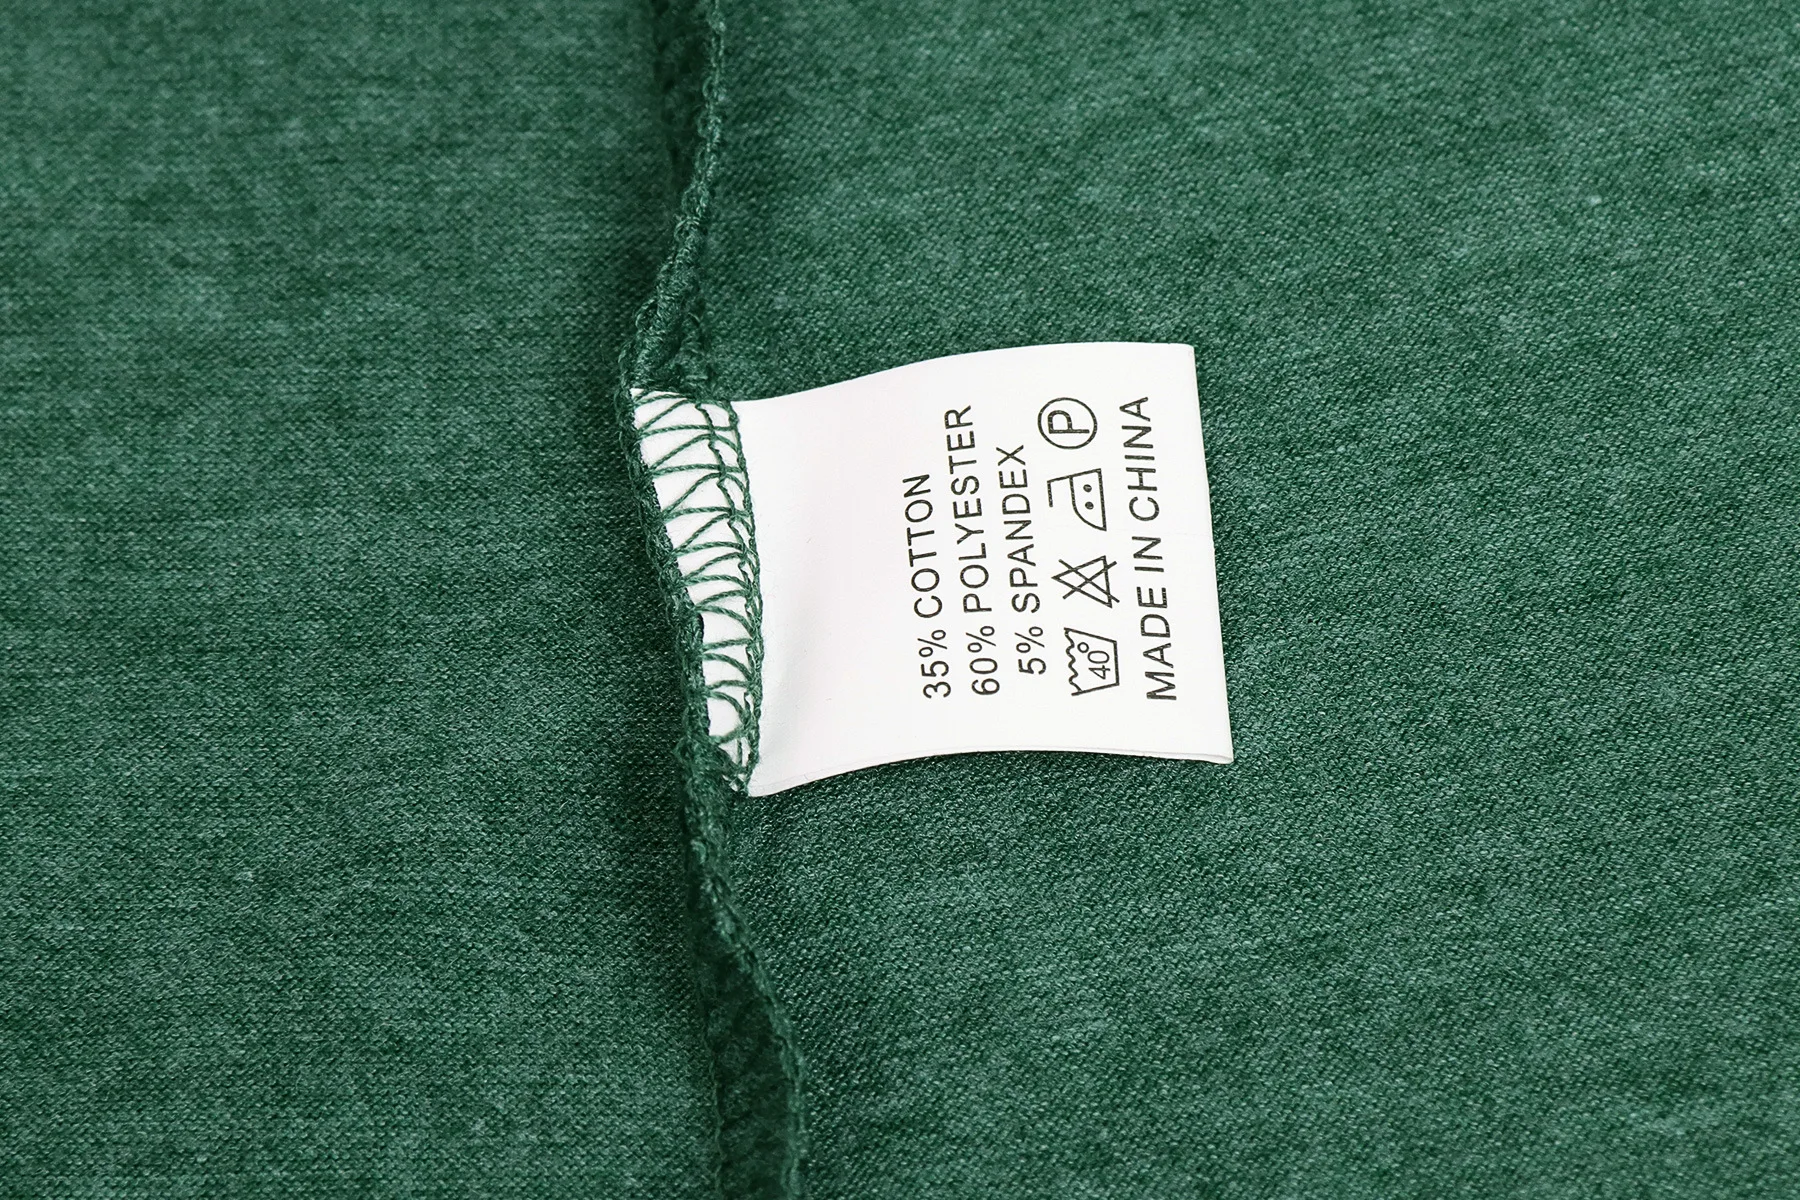 35% COTTON
60% POLYESTER
5% SPANDEX
40° P
MADE IN CHINA